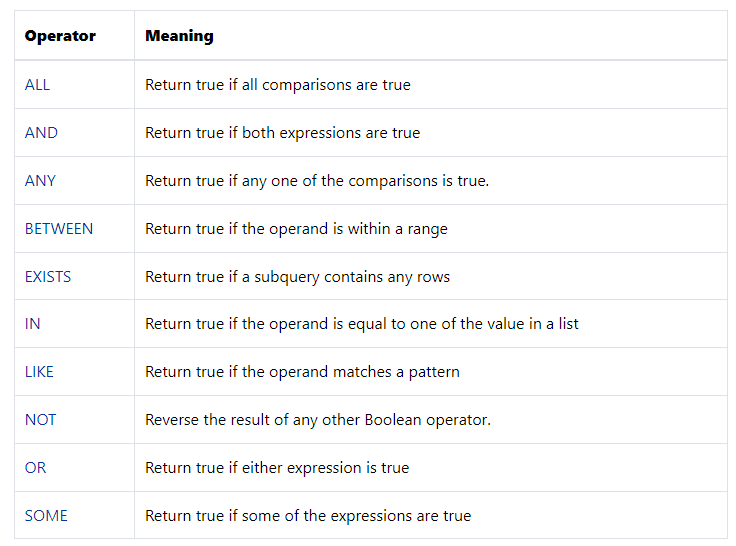 Operator Meaning
ALL Return true if all comparisons are true
AND Return true if both expressions are true
ANY Return true if any one of the comparisons is true.
BETWEEN Return true if the operand is within a range
EXISTS Return true if a subquery contains any rows
IN Return true if the operand is equal to one of the value in a list
LIKE Return true if the operand matches a pattern
NOT Reverse the result of any other Boolean operator.
OR Return true if either expression is true
SOME Return true if some of the expressions are true